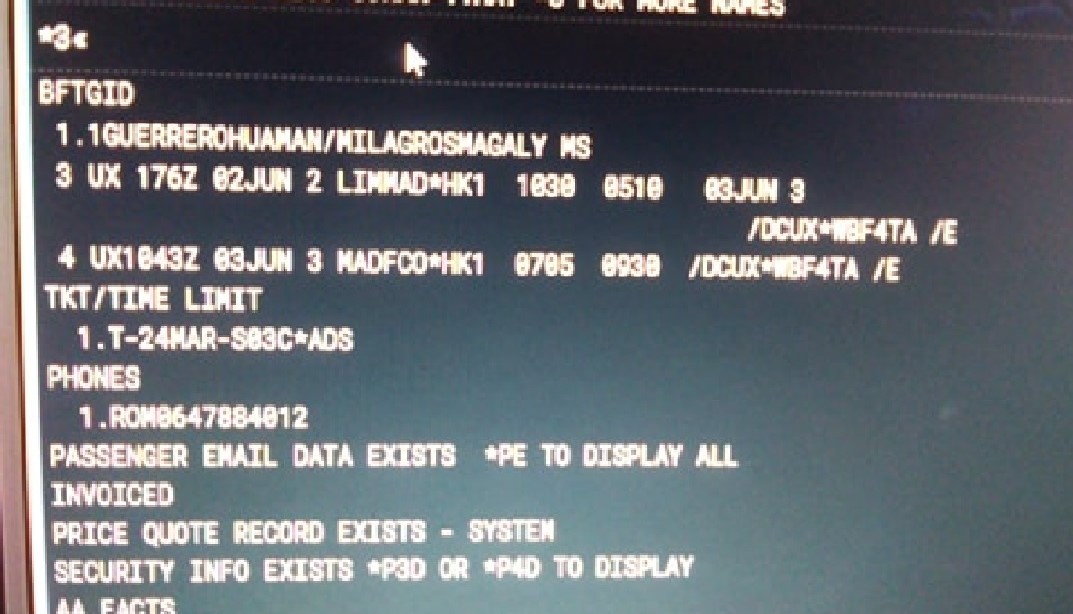 FOR MORE NAMES
*3«
BFTGID
1.1GUERREROHUAMAN/MILAGROSMAGALY MS
3 UX 176Z 02JUN 2 LIMMAD*HK1 1030 0510 03JUN 3
/DCUX*WBF4TA /E
4 UX1043Z 03JUN 3 MADFCO*HK1 0705 0930 /DCUX*WBF4TA /E
TKT/TIME LIMIT
1.T-24MAR-S03C*ADS
PHONES
1.ROM0647884012
PASSENGER EMAIL DATA EXISTS *PE TO DISPLAY ALL
INVOICED
PRICE QUOTE RECORD EXISTS - SYSTEM
SECURITY INFO EXISTS *P3D OR *P4D TO DISPLAY
AA FACTS